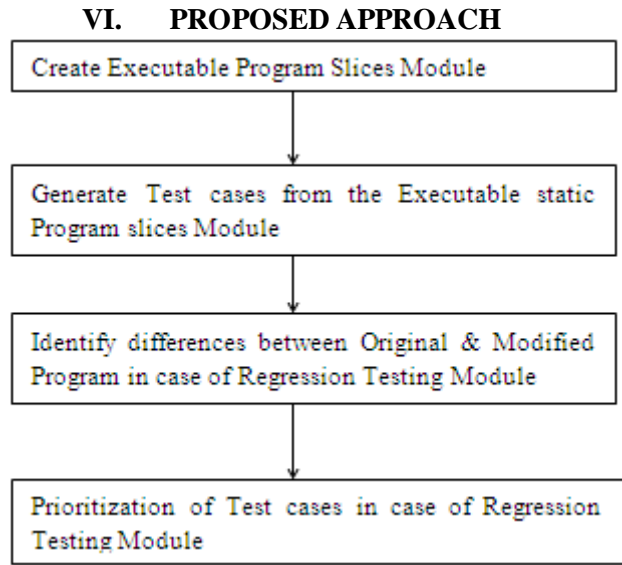 VI. PROPOSED APPROACH
Create Executable Program Slices Module
Generate Test cases from the Executable static
Program slices Module
Identify differences between Original & Modified
Program in case of Regression Testing Module
Prioritization of Test cases in case of Regression
Testing Module